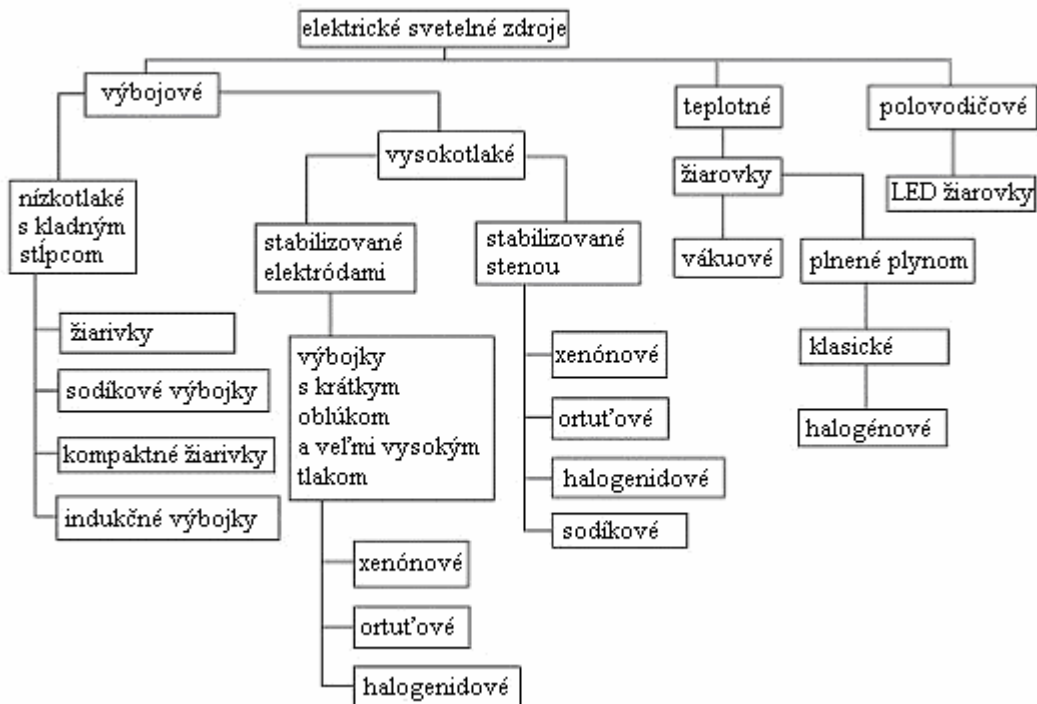 elektrické svetelné zdroje
výbojové
teplotné
polovodičové
vysokotlaké
žiarovky
LED žiarovky
nízkotlaké
s kladným
stĺpcom
stabilizované
elektródami
stabilizované
stenou
vákuové
plnené plynom
žiarivky
sodíkové výbojky
kompaktné žiarivky
indukčné výbojky
výbojky
s krátkym
oblúkom
a veľmi vysokým
tlakom
xenónové
ortuťové
halogenidové
xenónové
ortuťové
halogenidové
sodíkové
klasické
halogénové